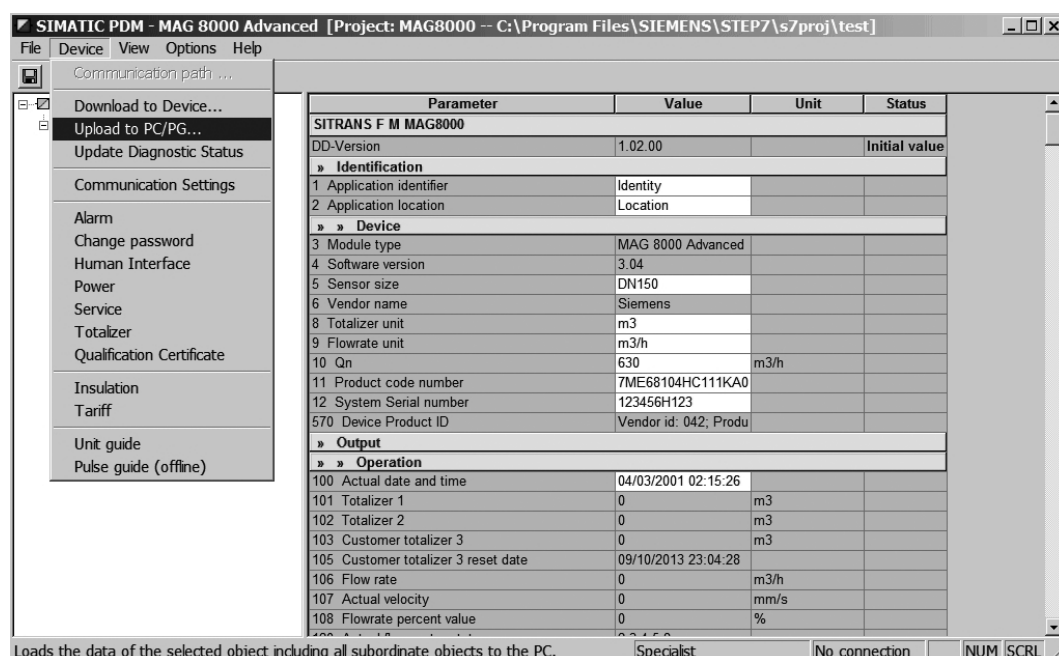 SIMATIC PDM - MAG 8000 Advanced [Project: MAG8000 -- C:\Program Files\SIEMENS\STEP7\s7proj\test]
File Device View Options Help
Communication path ...
Download to Device...
Upload to PC/PG...
Update Diagnostic Status
Communication Settings
Alarm
Change password
Human Interface
Power
Service
Totalizer
Qualification Certificate
Insulation
Tariff
Unit guide
Pulse guide (offline)
Parameter Value Unit Status
SITRANS F M MAG8000
DD-Version 1.02.00 Initial value
» Identification
1 Application identifier Identity
2 Application location Location
» » Device
3 Module type MAG 8000 Advanced
4 Software version 3.04
5 Sensor size DN150
6 Vendor name Siemens
8 Totalizer unit m3
9 Flowrate unit m3/h
10 Qn 630 m3/h
11 Product code number 7ME68104HC111KA0
12 System Serial number 123456H123
570 Device Product ID Vendor id: 042; Produ
» Output
» » Operation
100 Actual date and time 04/03/2001 02:15:26
101 Totalizer 1 0 m3
102 Totalizer 2 0 m3
103 Customer totalizer 3 0 m3
105 Customer totalizer 3 reset date 09/10/2013 23:04:28
106 Flow rate 0 m3/h
107 Actual velocity 0 mm/s
108 Flowrate percent value 0 %
Loads the data of the selected object including all subordinate objects to the PC. Specialist No connection NUM SCRL